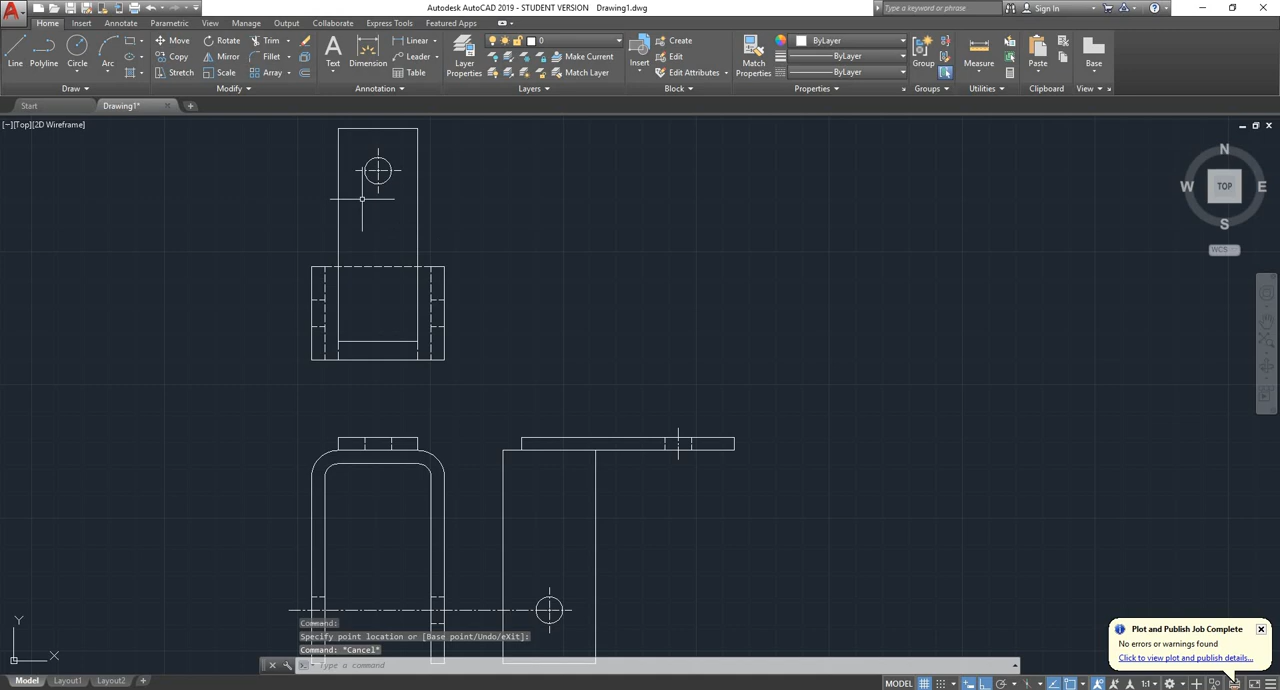 Autodesk AutoCAD 2019 - STUDENT VERSION Drawing1.dwg
Type a keyword or phrase
Sign In
Home Insert Annotate Parametric View Manage Output Collaborate Express Tools Featured Apps
Line Polyline Circle Arc
Move Rotate Trim
Copy Mirror Fillet
Stretch Scale Array
Text Dimension
Linear
Leader
Table
Layer Properties
0
Make Current
Match Layer
Insert
Create
Edit
Edit Attributes
Match Properties
ByLayer
ByLayer
ByLayer
Group
Measure
Paste
Base
Draw Modify Annotation Layers Block Properties Groups Utilities Clipboard View
Start Drawing1*
[−][Top][2D Wireframe]
N
W TOP E
S
WCS
Command:
Specify point location or [Base point/Undo/eXit]:
Command: *Cancel*
Type a command
Y
X
Plot and Publish Job Complete
No errors or warnings found
Click to view plot and publish details...
Model Layout1 Layout2
MODEL
1:1